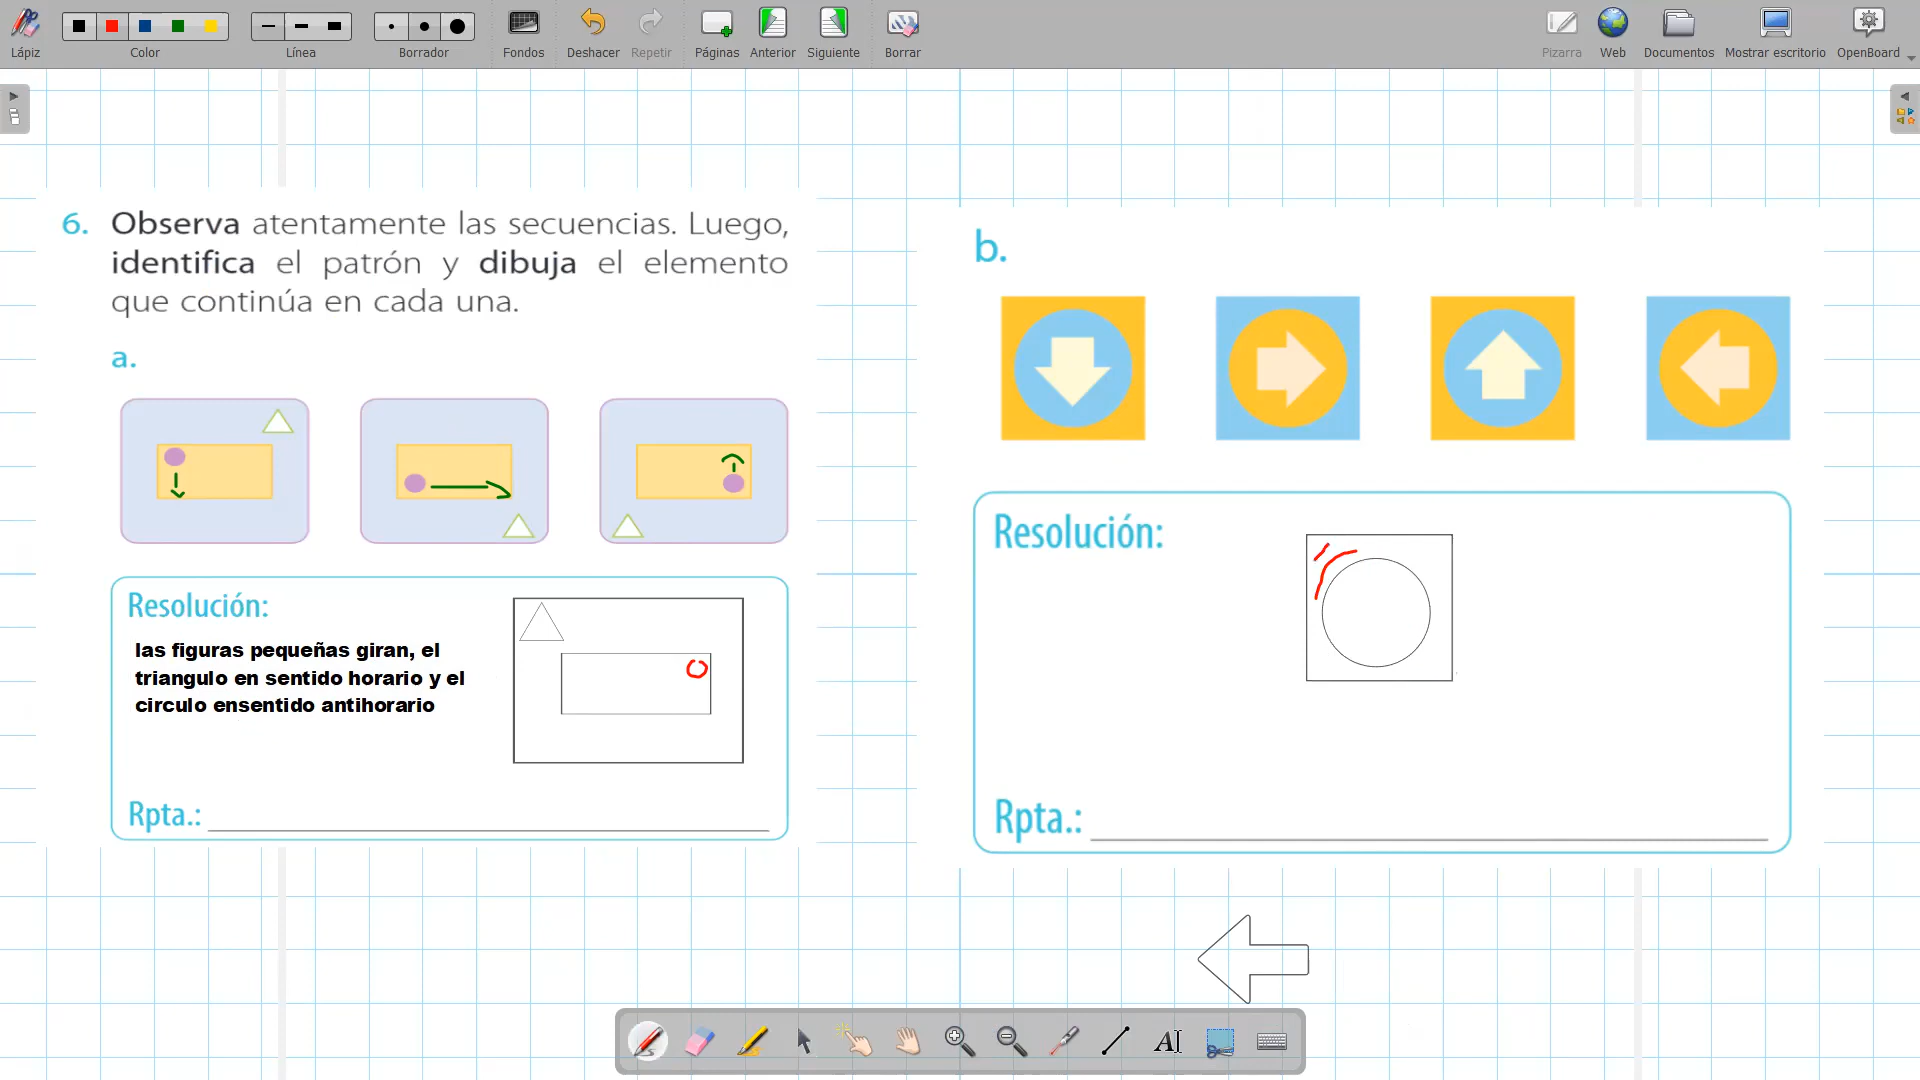 Lápiz
Color
Línea
Borrador
Fondos
Deshacer
Repetir
Páginas
Anterior
Siguiente
Borrar
Pizarra
Web
Documentos
Mostrar escritorio
OpenBoard
6. Observa atentamente las secuencias. Luego,
identifica el patrón y dibuja el elemento
que continúa en cada una.
a.
Resolución:
las figuras pequeñas giran, el
triangulo en sentido horario y el
circulo ensentido antihorario
Rpta.:
b.
Resolución:
Rpta.: